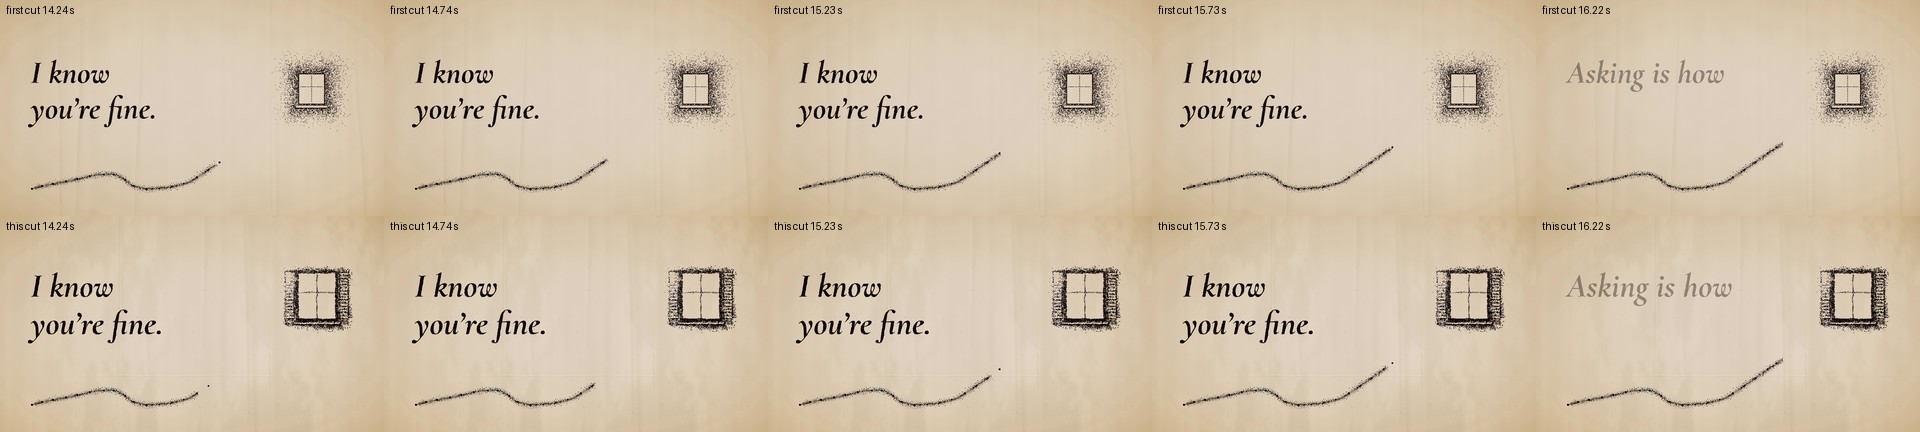 firstcut 14.24s
I know
you're fine.
firstcut 14.74s
I know
you're fine.
firstcut 15.23s
I know
you're fine.
firstcut 15.73s
I know
you're fine.
firstcut 16.22s
Asking is how
thiscut 14.24s
I know
you're fine.
thiscut 14.74s
I know
you're fine.
thiscut 15.23s
I know
you're fine.
thiscut 15.73s
I know
you're fine.
thiscut 16.22s
Asking is how